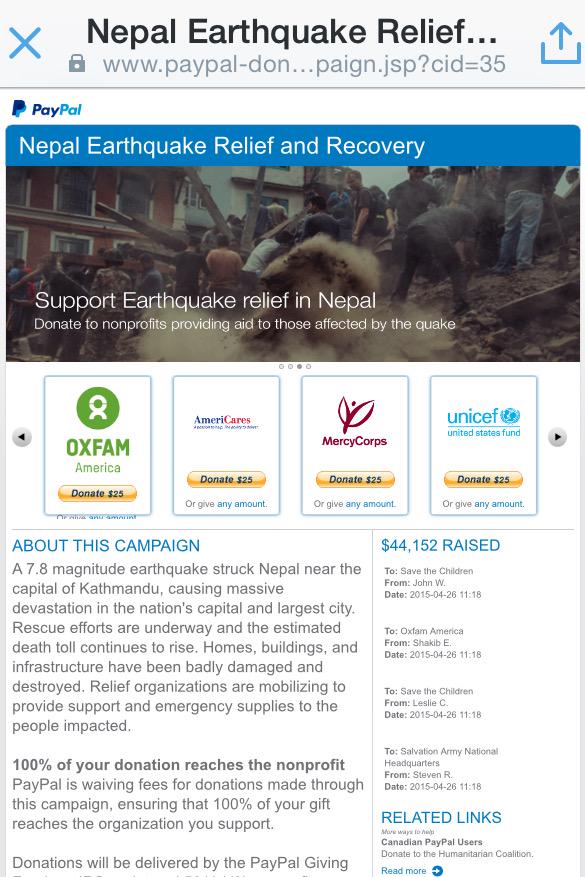 Nepal Earthquake Relief...
www.paypal-don...paign.jsp?cid=35
PayPal
Nepal Earthquake Relief and Recovery
Support Earthquake relief in Nepal
Donate to nonprofits providing aid to those affected by the quake
OXFAM
America
Donate $25
Or give any amount.
AmeriCares
A passion to help. The ability to deliver.
Donate $25
Or give any amount.
MercyCorps
Donate $25
Or give any amount.
unicef
united states fund
Donate $25
Or give any amount.
ABOUT THIS CAMPAIGN
A 7.8 magnitude earthquake struck Nepal near the
capital of Kathmandu, causing massive
devastation in the nation's capital and largest city.
Rescue efforts are underway and the estimated
death toll continues to rise. Homes, buildings, and
infrastructure have been badly damaged and
destroyed. Relief organizations are mobilizing to
provide support and emergency supplies to the
people impacted.
100% of your donation reaches the nonprofit
PayPal is waiving fees for donations made through
this campaign, ensuring that 100% of your gift
reaches the organization you support.
Donations will be delivered by the PayPal Giving
$44,152 RAISED
To: Save the Children
From: John W.
Date: 2015-04-26 11:18
To: Oxfam America
From: Shakib E.
Date: 2015-04-26 11:18
To: Save the Children
From: Leslie C.
Date: 2015-04-26 11:18
To: Salvation Army National
Headquarters
From: Steven R.
Date: 2015-04-26 11:18
RELATED LINKS
More ways to help
Canadian PayPal Users
Donate to the Humanitarian Coalition.
Read more